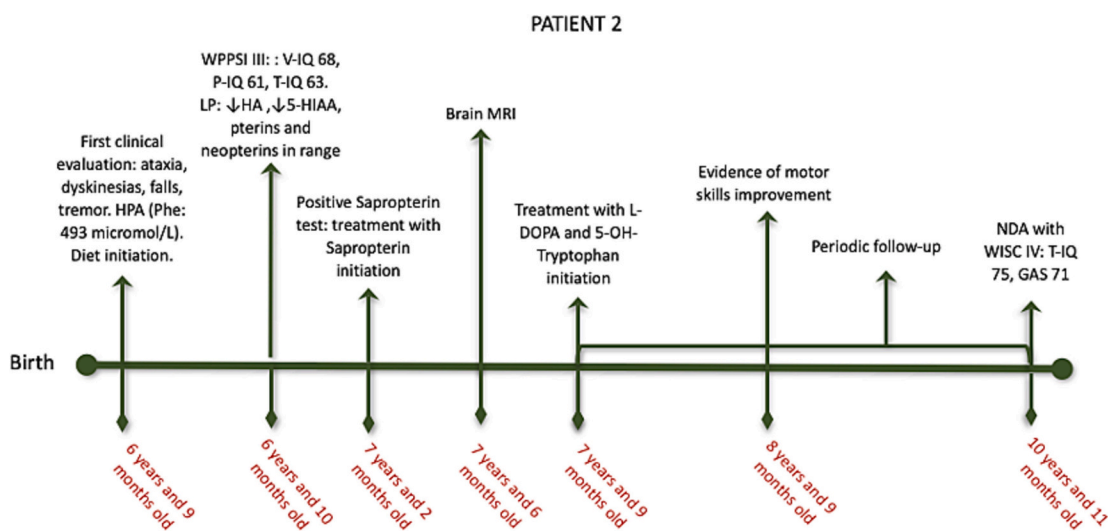 PATIENT 2
First clinical
evaluation: ataxia,
dyskinesias, falls,
tremor. HPA (Phe:
493 micromol/L).
Diet initiation.
WPPSI III: : V-IQ 68,
P-IQ 61, T-IQ 63.
LP: ↓HA ,↓5-HIAA,
pterins and
neopterins in range
Positive Sapropterin
test: treatment with
Sapropterin
initiation
Brain MRI
Treatment with L-
DOPA and 5-OH-
Tryptophan
initiation
Evidence of motor
skills improvement
Periodic follow-up
NDA with
WISC IV: T-IQ
75, GAS 71
Birth
6 years and 9
months old
6 years and 10
months old
7 years and 2
months old
7 years and 6
months old
7 years and 9
months old
8 years and 9
months old
10 years and 11
months old